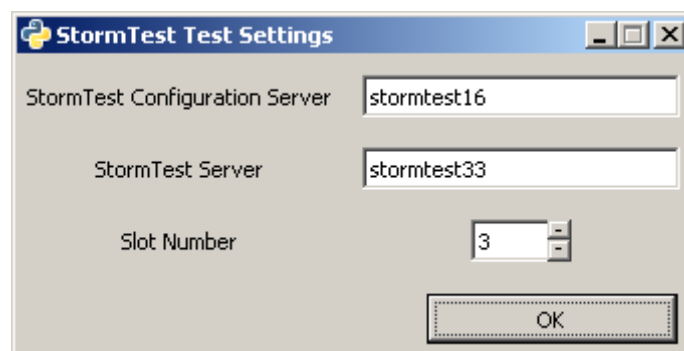 StormTest Test Settings
StormTest Configuration Server stormtest16
StormTest Server stormtest33
Slot Number 3
OK